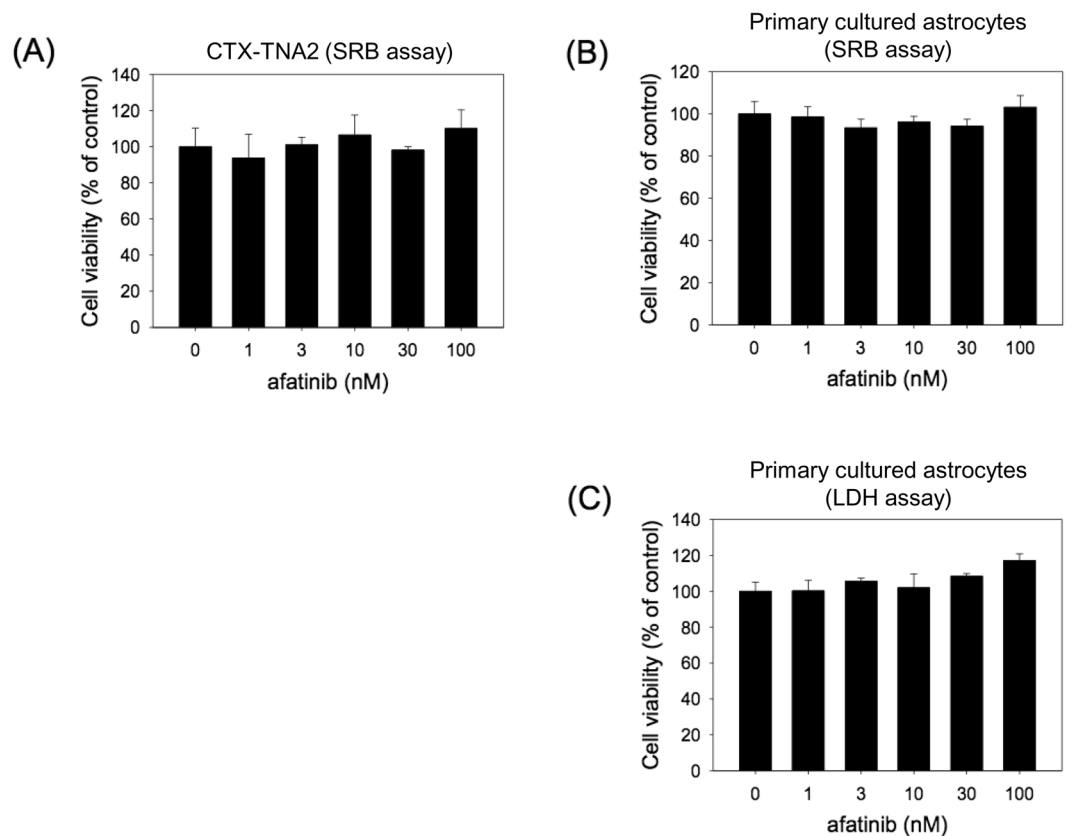 (A)
CTX-TNA2 (SRB assay)
Cell viability (% of control)
140
120
100
80
60
40
20
0
0 1 3 10 30 100
afatinib (nM)
(B)
Primary cultured astrocytes
(SRB assay)
Cell viability (% of control)
120
100
80
60
40
20
0
0 1 3 10 30 100
afatinib (nM)
(C)
Primary cultured astrocytes
(LDH assay)
Cell viability (% of control)
140
120
100
80
60
40
20
0
0 1 3 10 30 100
afatinib (nM)